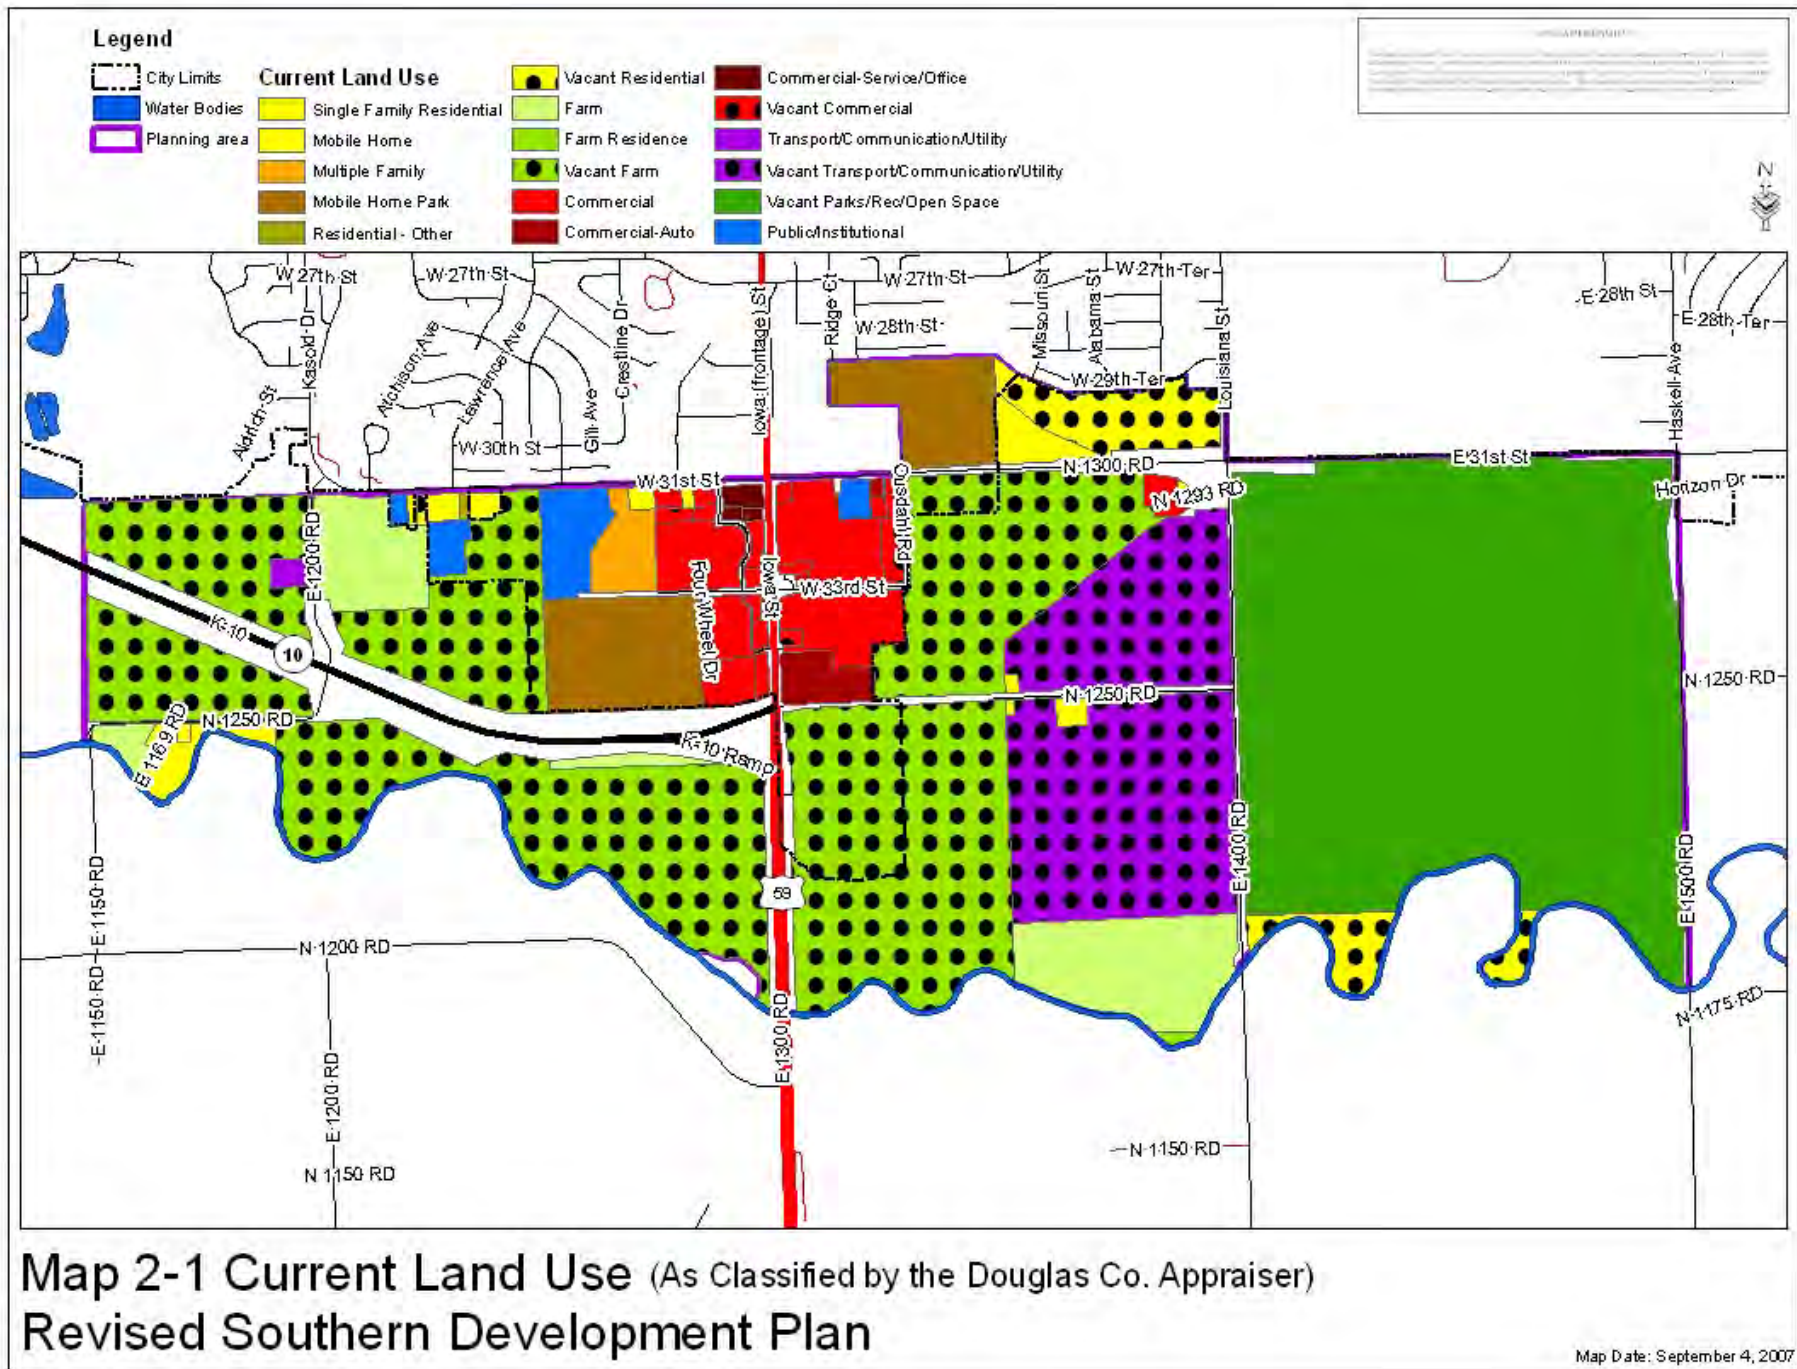 Legend
City Limits
Water Bodies
Planning area
Current Land Use
Single Family Residential
Mobile Home
Multiple Family
Mobile Home Park
Residential - Other
Vacant Residential
Farm
Farm Residence
Vacant Farm
Commercial
Commercial-Auto
Commercial-Service/Office
Vacant Commercial
Transport/Communication/Utility
Vacant Transport/Communication/Utility
Vacant Parks/Rec/Open Space
Public/Institutional
N
W 27th St
W 27th St
W 27th St
W 27th Ter
E 28th St
E 28th Ter
W 28th St
Kasold Dr
Atchison Ave
Lawrence Ave
Crestline Dr
Gill Ave
Aldrich St
Iowa (frontage) St
Ridge Ct
Missouri St
Alabama St
Louisiana St
Haskell Ave
W 29th Ter
W 30th St
W 31st St
N 1300 RD
E 31st St
Ousdahl Rd
N 1293 RD
Horizon Dr
E 1200 RD
Four Wheel Dr
Iowa St
W 33rd St
K-10
10
N 1250 RD
N 1250 RD
N 1250 RD
E 1169 RD
K-10 Ramp
E 1150 RD
E 1400 RD
E 1500 RD
59
N 1200 RD
E 1150 RD
E 1300 RD
N 1175 RD
E 1200 RD
N 1150 RD
N 1150 RD
Map 2-1 Current Land Use (As Classified by the Douglas Co. Appraiser)
Revised Southern Development Plan
Map Date: September 4, 2007